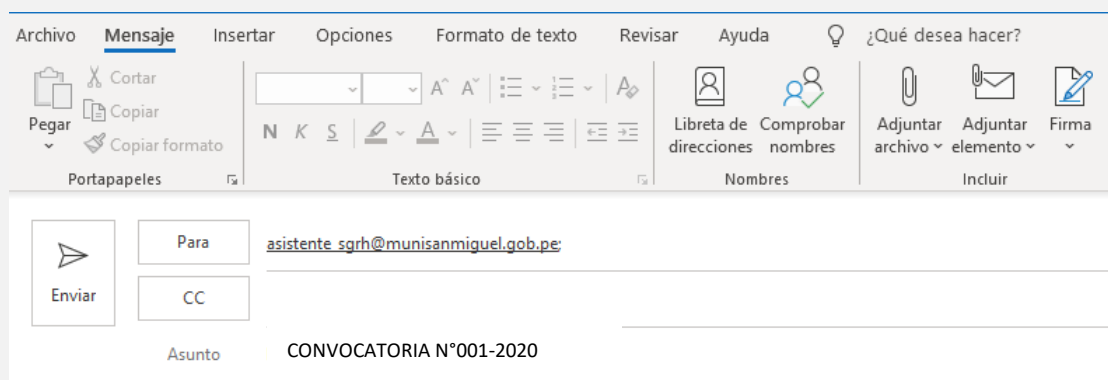 Archivo Mensaje Insertar Opciones Formato de texto Revisar Ayuda ¿Qué desea hacer?
Pegar
Cortar
Copiar
Copiar formato
Portapapeles
N K S A
Texto básico
Libreta de direcciones
Comprobar nombres
Nombres
Adjuntar archivo
Adjuntar elemento
Incluir
Firma
Enviar
Para
asistente_sgrh@munisanmiguel.gob.pe;
CC
Asunto
CONVOCATORIA N°001-2020